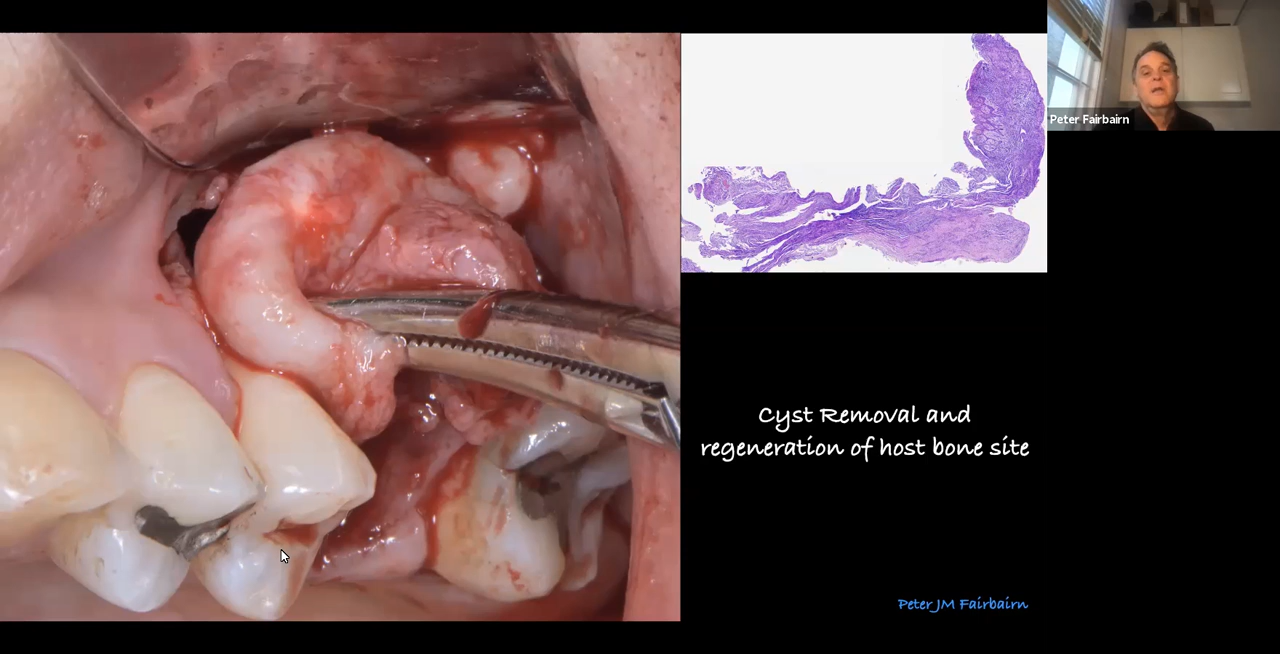 Peter Fairbairn
Cyst Removal and
regeneration of host bone site
Peter JM Fairbairn